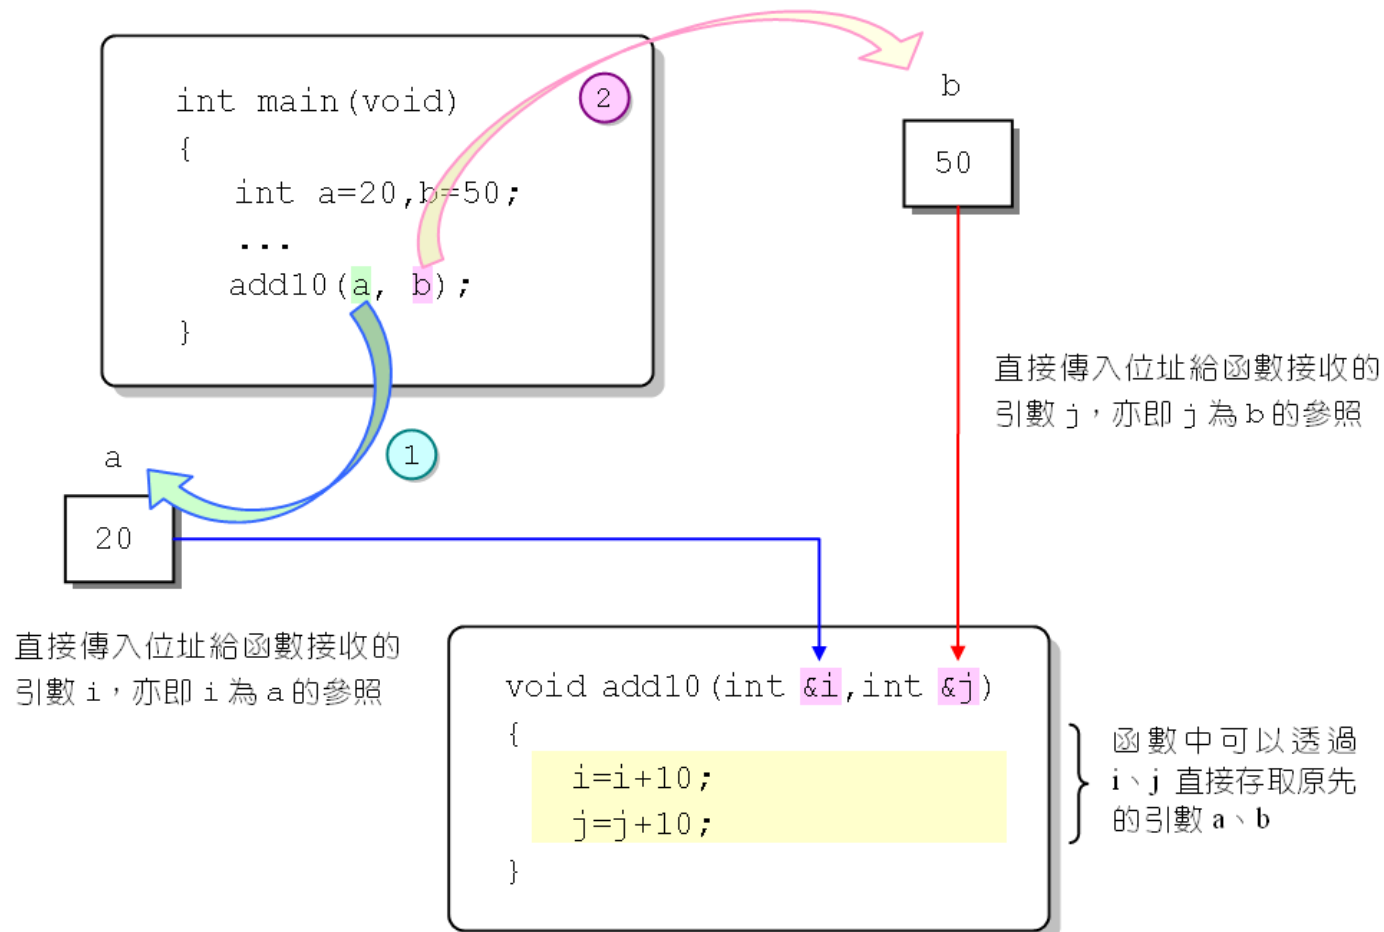 int main(void)
{
int a=20,b=50;
...
add10(a, b);
}
2
b
50
直接傳入位址給函數接收的
引數 j，亦即 j 為 b 的參照
1
a
20
直接傳入位址給函數接收的
引數 i，亦即 i 為 a 的參照
void add10(int &i,int &j)
{
i=i+10;
j=j+10;
}
函數中可以透過
i、j 直接存取原先
的引數 a、b